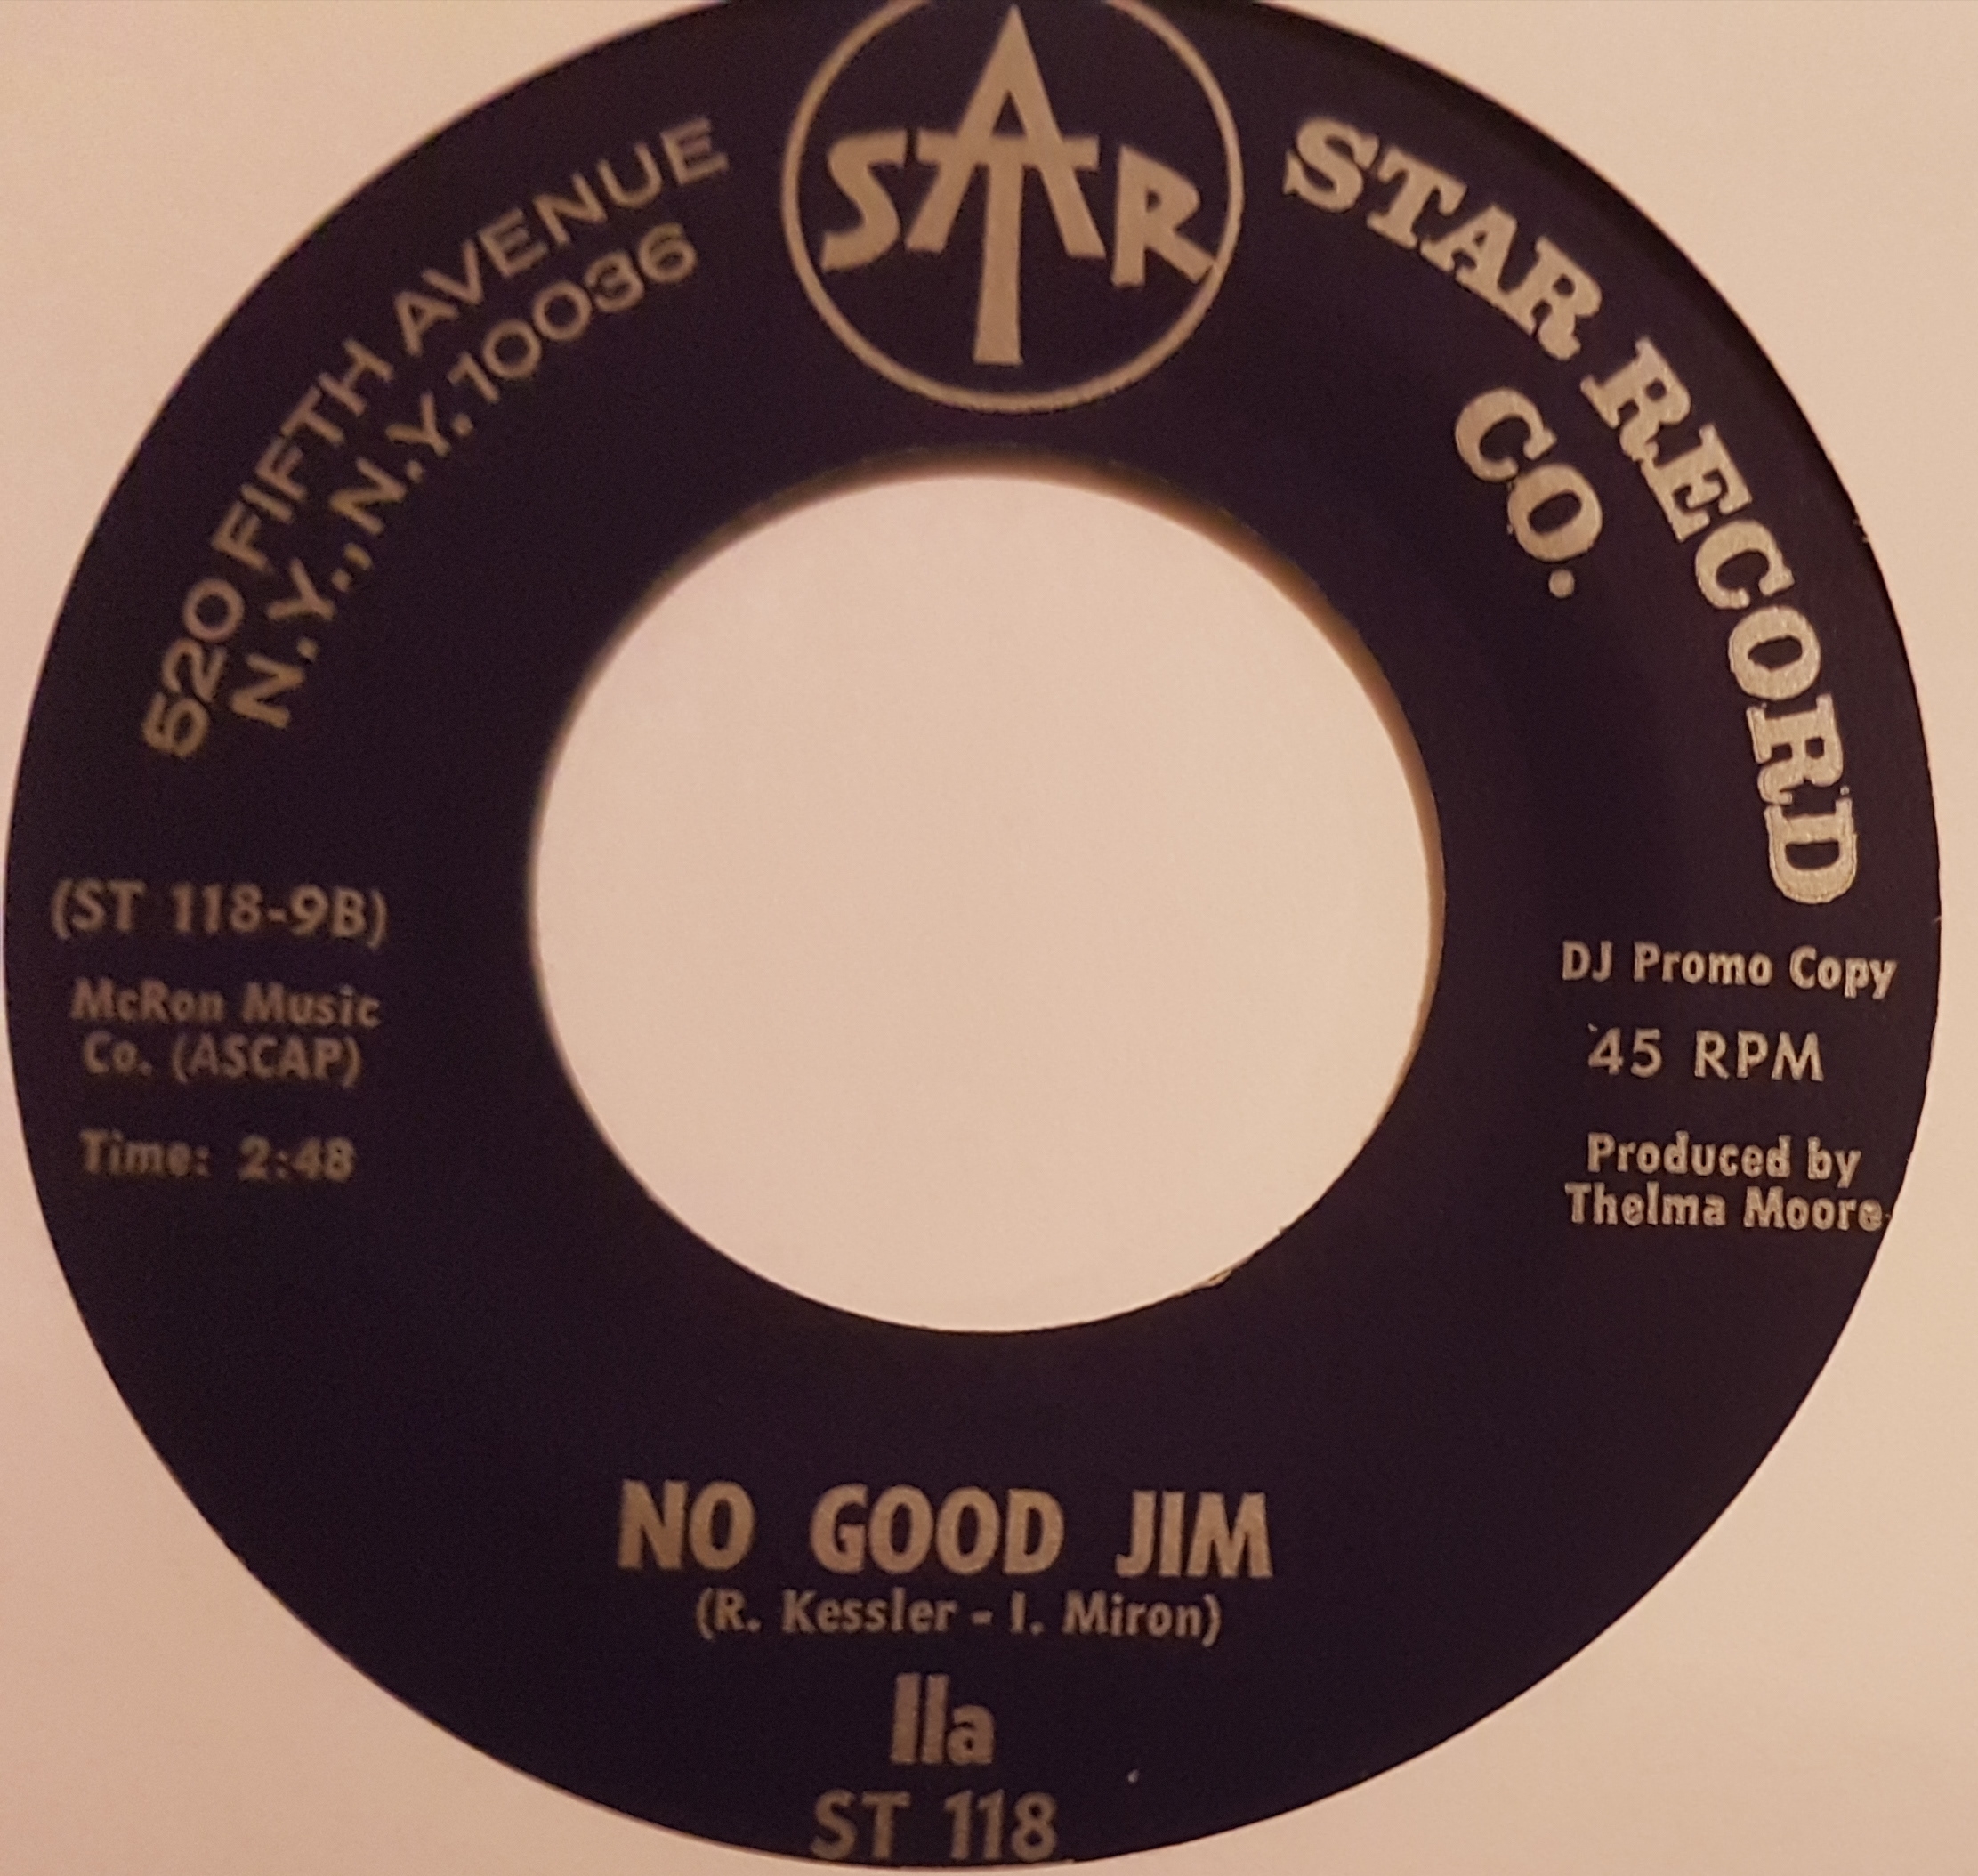 STAR
520 FIFTH AVENUE
N.Y., N.Y. 10036
STAR RECORD
CO.
(ST 118-9B)
McRon Music
Co. (ASCAP)
Time: 2:48
DJ Promo Copy
45 RPM
Produced by
Thelma Moore
NO GOOD JIM
(R. Kessler - I. Miron)
Ila
ST 118